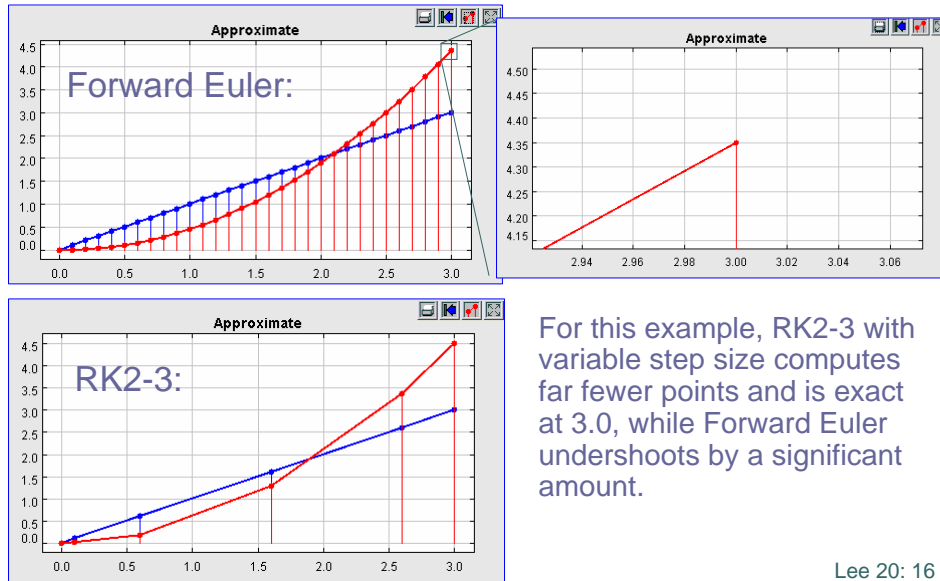 Approximate
Forward Euler:
4.5
4.0
3.5
3.0
2.5
2.0
1.5
1.0
0.5
0.0
0.0 0.5 1.0 1.5 2.0 2.5 3.0
Approximate
4.50
4.45
4.40
4.35
4.30
4.25
4.20
4.15
2.94 2.96 2.98 3.00 3.02 3.04 3.06
Approximate
RK2-3:
4.5
4.0
3.5
3.0
2.5
2.0
1.5
1.0
0.5
0.0
0.0 0.5 1.0 1.5 2.0 2.5 3.0
For this example, RK2-3 with
variable step size computes
far fewer points and is exact
at 3.0, while Forward Euler
undershoots by a significant
amount.
Lee 20: 16